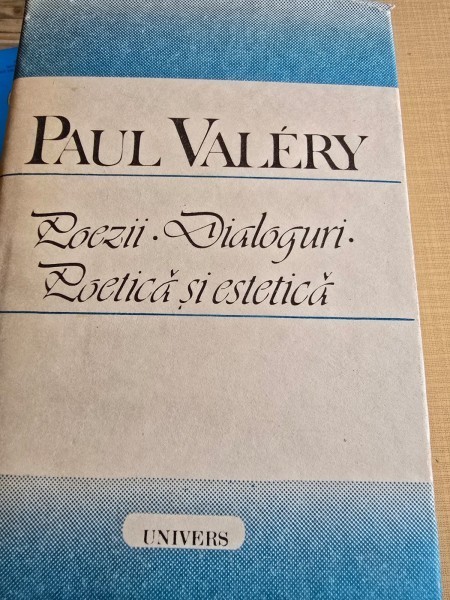 PAUL VALÉRY
Poezii · Dialoguri ·
Poetică și estetică
UNIVERS